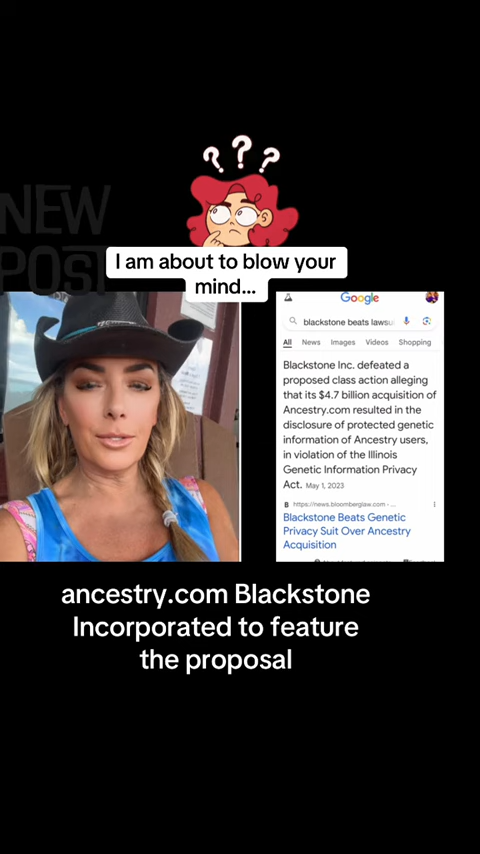 ? ? ?
NEW
POST
I am about to blow your
mind...
Google
blackstone beats lawsu
All News Images Videos Shopping
Blackstone Inc. defeated a
proposed class action alleging
that its $4.7 billion acquisition of
Ancestry.com resulted in the
disclosure of protected genetic
information of Ancestry users,
in violation of the Illinois
Genetic Information Privacy
Act. May 1, 2023
B https://news.bloomberglaw.com › ...
Blackstone Beats Genetic
Privacy Suit Over Ancestry
Acquisition
ancestry.com Blackstone
Incorporated to feature
the proposal